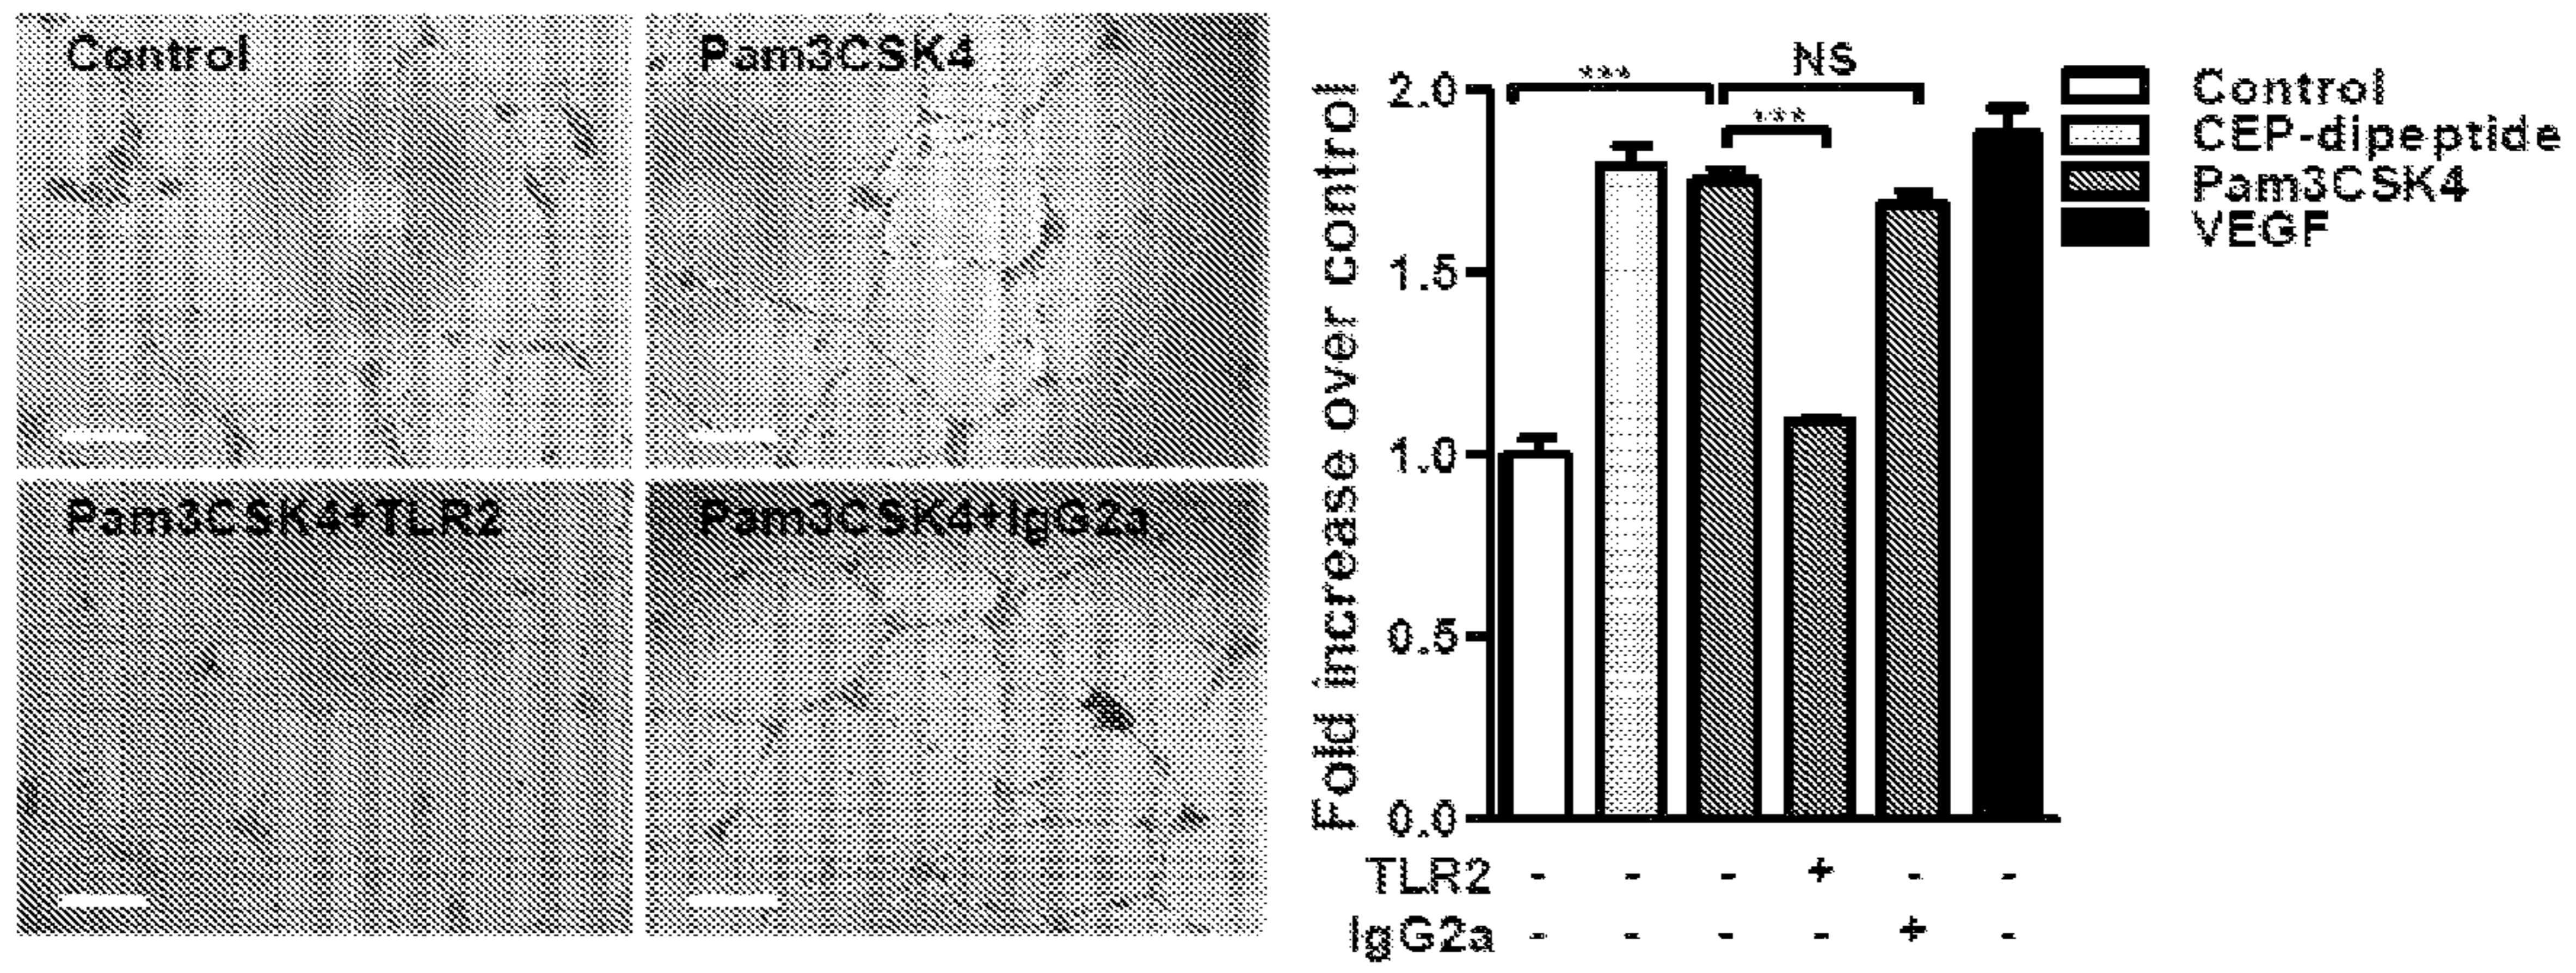 Control
Pam3CSK4
Pam3CSK4+TLR2
Pam3CSK4+IgG2a
Fold increase over control
2.0
1.5
1.0
0.5
0.0
***
NS
***
Control
CEP-dipeptide
Pam3CSK4
VEGF
TLR2 - - - + - -
IgG2a - - - - + -